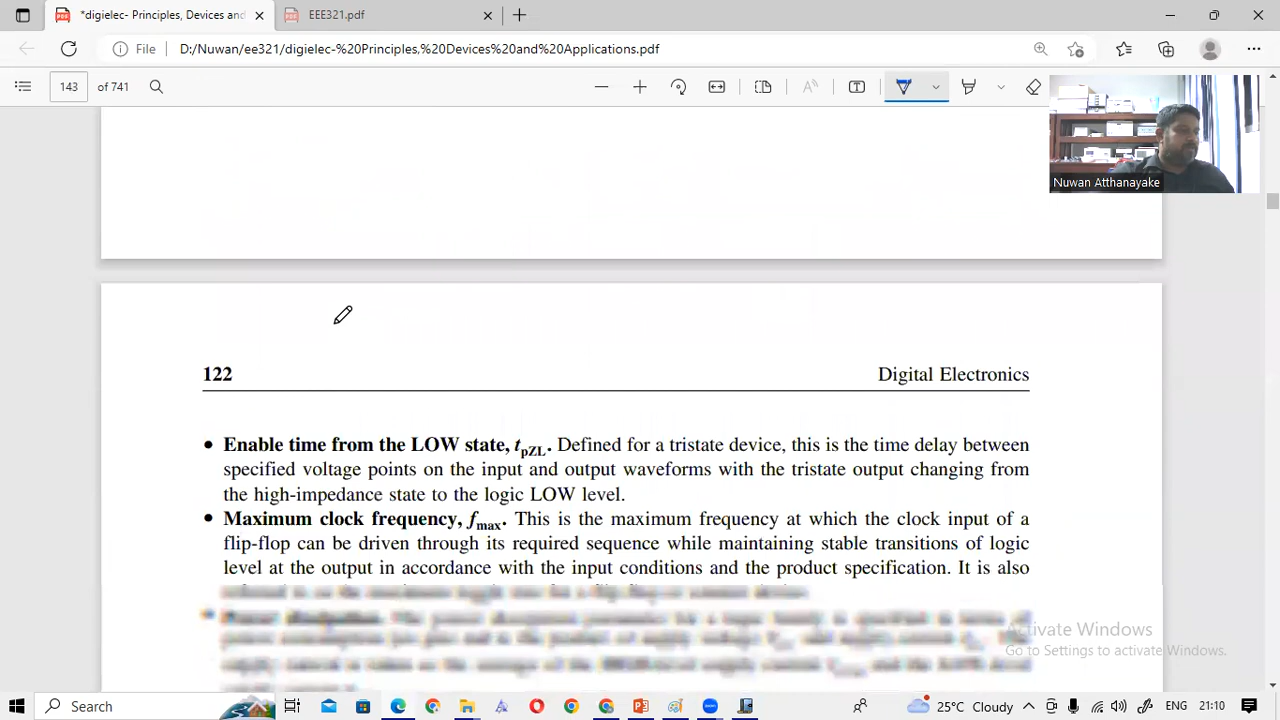 *digielec- Principles, Devices and
EEE321.pdf
File
D:/Nuwan/ee321/digielec-%20Principles,%20Devices%20and%20Applications.pdf
143 of 741
Nuwan Atthanayake
122 Digital Electronics
• Enable time from the LOW state, tpZL. Defined for a tristate device, this is the time delay between
specified voltage points on the input and output waveforms with the tristate output changing from
the high-impedance state to the logic LOW level.
• Maximum clock frequency, fmax. This is the maximum frequency at which the clock input of a
flip-flop can be driven through its required sequence while maintaining stable transitions of logic
level at the output in accordance with the input conditions and the product specification. It is also
Activate Windows
Go to Settings to activate Windows.
Search
25°C Cloudy
ENG
21:10